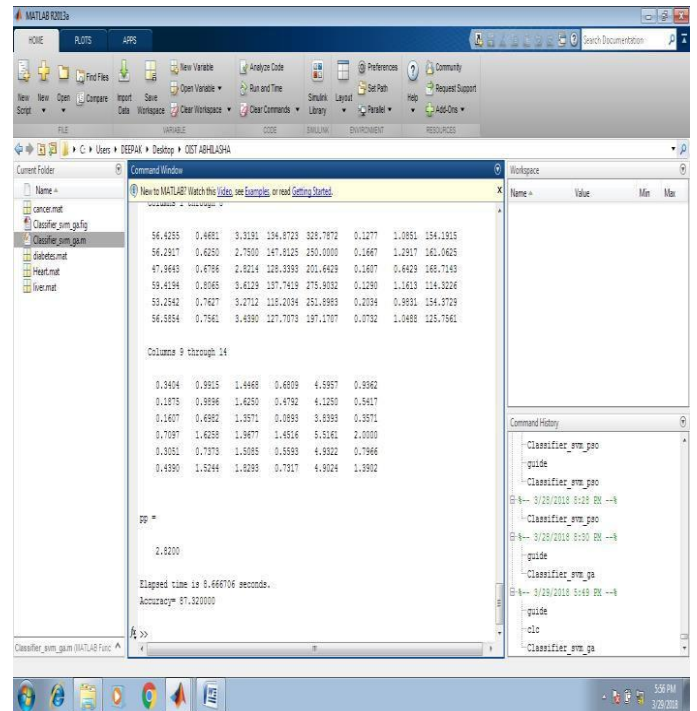 MATLAB R2013a
HOME PLOTS APPS Search Documentation
New Script New Open Find Files Compare Import Data Save Workspace New Variable Open Variable Clear Workspace Analyze Code Run and Time Clear Commands Simulink Library Layout Preferences Set Path Parallel Help Community Request Support Add-Ons
FILE VARIABLE CODE SIMULINK ENVIRONMENT RESOURCES
C: Users DEEPAK Desktop OIST ABHILASHA
Current Folder
Name
cancer.mat
Classifier_svm_ga.fig
Classifier_svm_ga.m
diabetes.mat
Heart.mat
liver.mat
Classifier_svm_ga.m (MATLAB Func
Command Window
New to MATLAB? Watch this Video, see Examples, or read Getting Started. X
Columns 1 through 8
56.4255 0.4681 3.3191 134.8723 328.7872 0.1277 1.0851 154.1915
56.2917 0.6250 2.7500 147.8125 250.0000 0.1667 1.2917 161.0625
47.9643 0.6786 2.8214 128.3393 201.6429 0.1607 0.6429 168.7143
59.4194 0.8065 3.6129 137.7419 275.9032 0.1290 1.1613 114.3226
53.2542 0.7627 3.2712 118.2034 251.8983 0.2034 0.9831 154.3729
56.5854 0.7561 3.4390 127.7073 197.1707 0.0732 1.0488 125.7561
Columns 9 through 14
0.3404 0.9915 1.4468 0.6809 4.5957 0.9362
0.1875 0.9896 1.6250 0.4792 4.1250 0.5417
0.1607 0.6982 1.3571 0.0893 3.8393 0.3571
0.7097 1.6258 1.9677 1.4516 5.5161 2.0000
0.3051 0.7373 1.5085 0.5593 4.9322 0.7966
0.4390 1.5244 1.8293 0.7317 4.9024 1.3902
pp =
2.8200
Elapsed time is 8.666706 seconds.
Accuracy= 87.320000
fx >>
Workspace
Name Value Min Max
Command History
Classifier_svm_pso
guide
Classifier_svm_pso
%-- 3/28/2018 8:28 PM --%
Classifier_svm_pso
%-- 3/28/2018 8:30 PM --%
guide
Classifier_svm_ga
%-- 3/29/2018 5:49 PM --%
guide
clc
Classifier_svm_ga
5:56 PM
3/29/2018